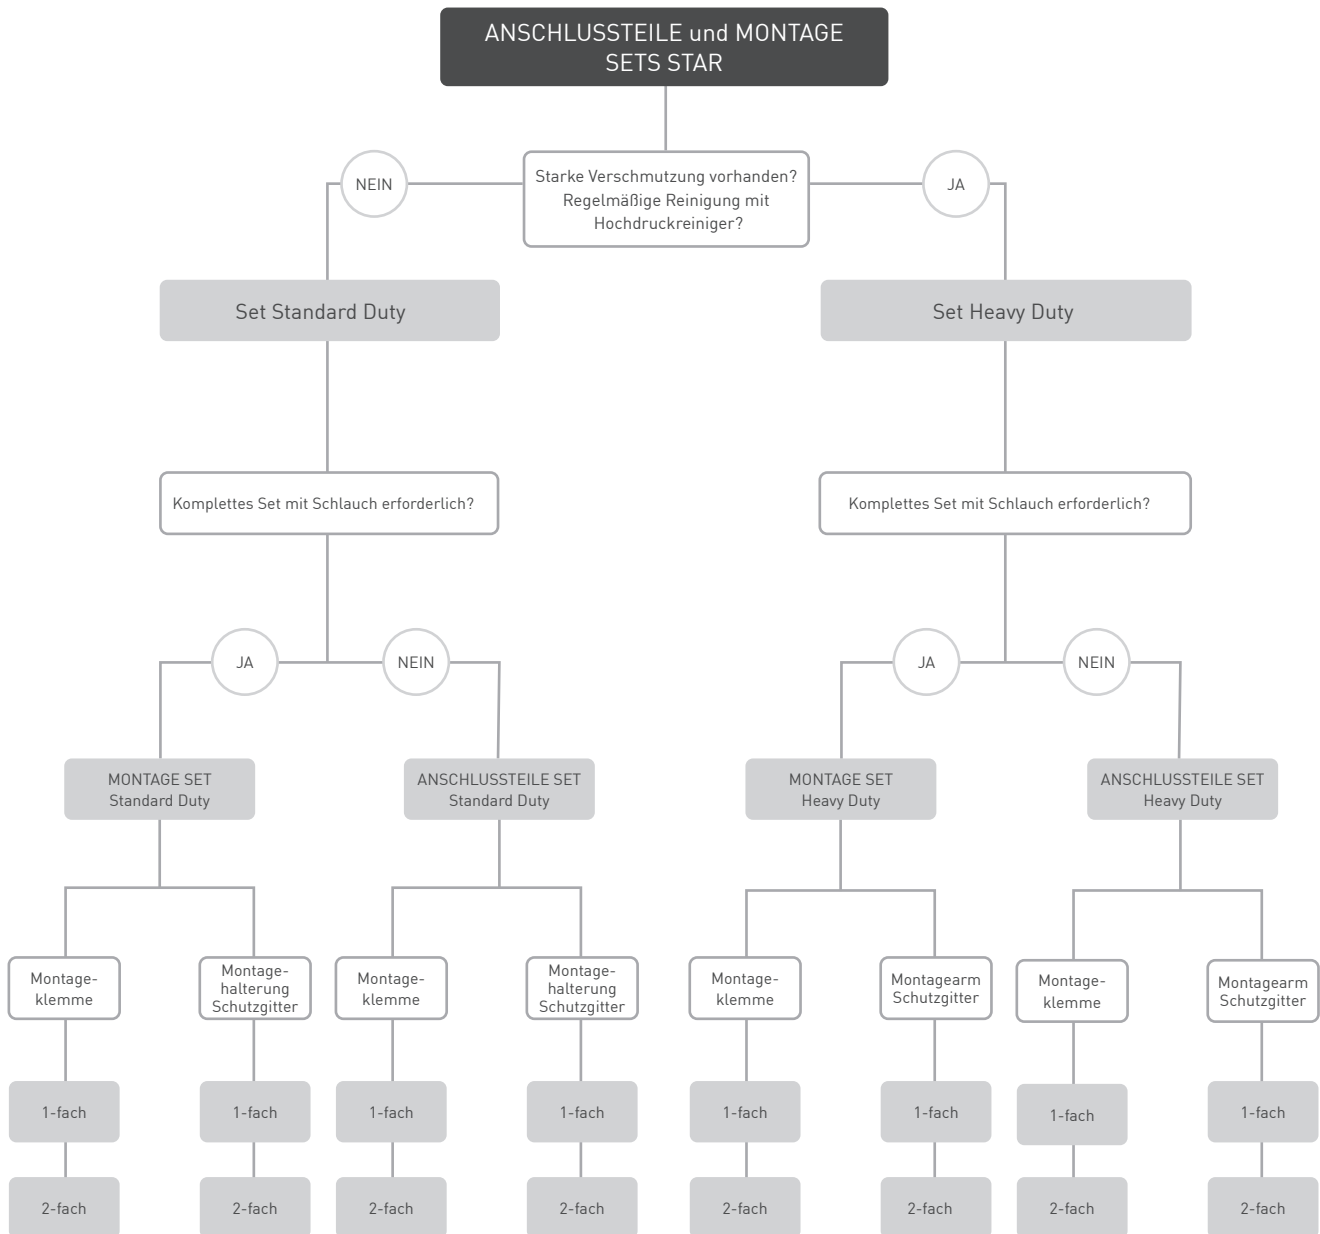 ANSCHLUSSTEILE und MONTAGE
SETS STAR
NEIN
Starke Verschmutzung vorhanden?
Regelmäßige Reinigung mit
Hochdruckreiniger?
JA
Set Standard Duty
Set Heavy Duty
Komplettes Set mit Schlauch erforderlich?
Komplettes Set mit Schlauch erforderlich?
JA
NEIN
JA
NEIN
MONTAGE SET
Standard Duty
ANSCHLUSSTEILE SET
Standard Duty
MONTAGE SET
Heavy Duty
ANSCHLUSSTEILE SET
Heavy Duty
Montage-
klemme
Montage-
halterung
Schutzgitter
Montage-
klemme
Montage-
halterung
Schutzgitter
Montage-
klemme
Montagearm
Schutzgitter
Montage-
klemme
Montagearm
Schutzgitter
1-fach
1-fach
1-fach
1-fach
1-fach
1-fach
1-fach
1-fach
2-fach
2-fach
2-fach
2-fach
2-fach
2-fach
2-fach
2-fach